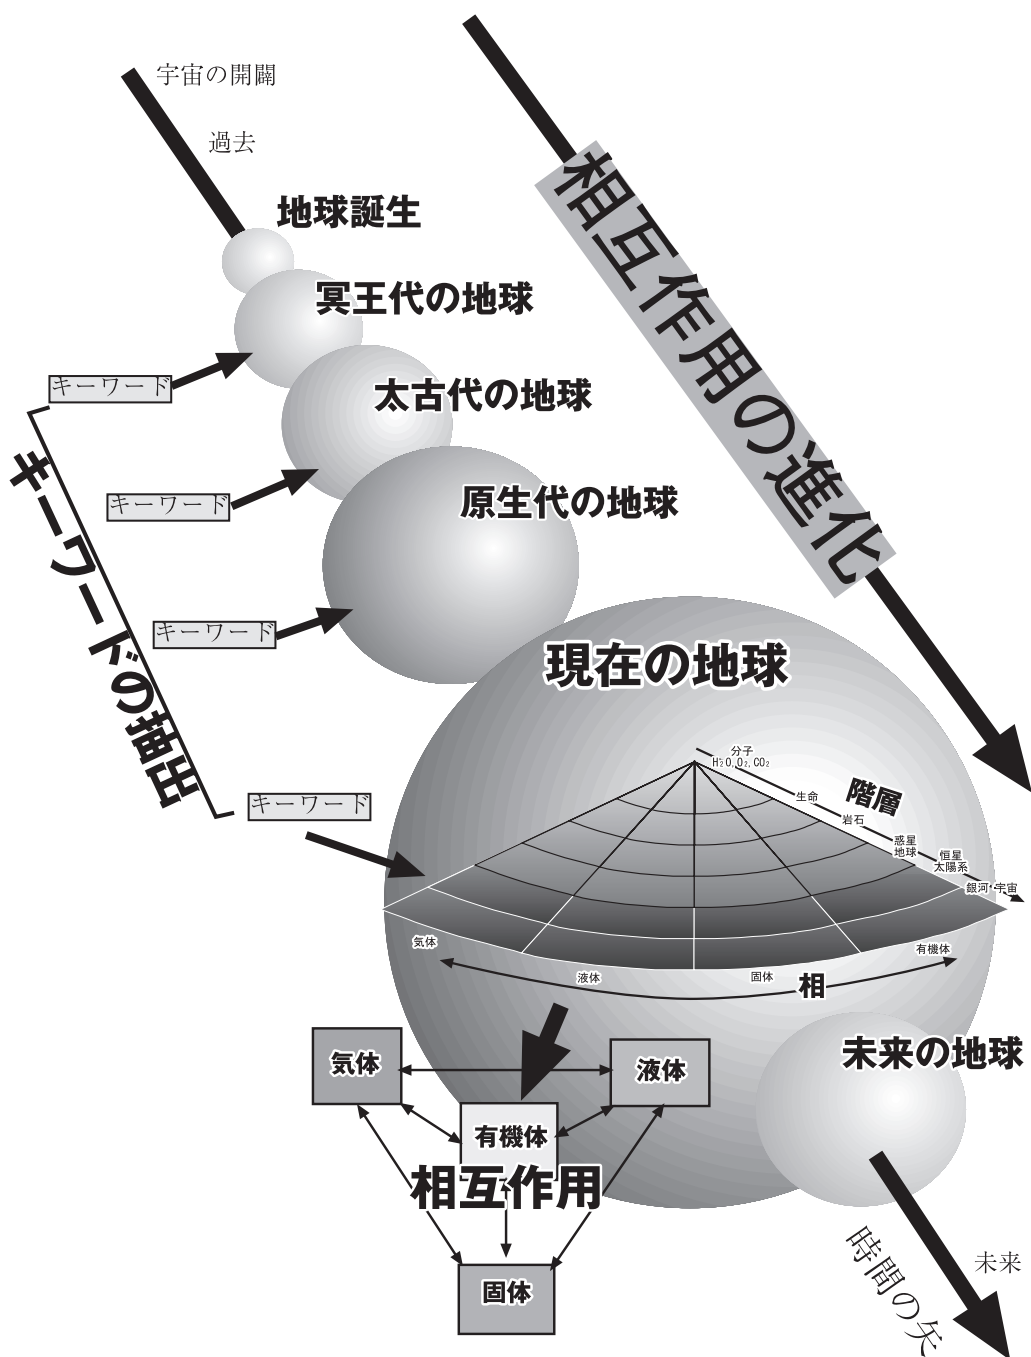 宇宙の開闢
過去
地球誕生
冥王代の地球
太古代の地球
原生代の地球
現在の地球
相互作用の進化
キーワード
キーワード
キーワード
キーワード
キーワードの抽出
分子
H₂O, O₂, CO₂
生命
階層
岩石
惑星
地球
恒星
太陽系
銀河・宇宙
気体
液体
固体
有機体
相
気体
液体
有機体
相互作用
固体
未来の地球
時間の矢
未来